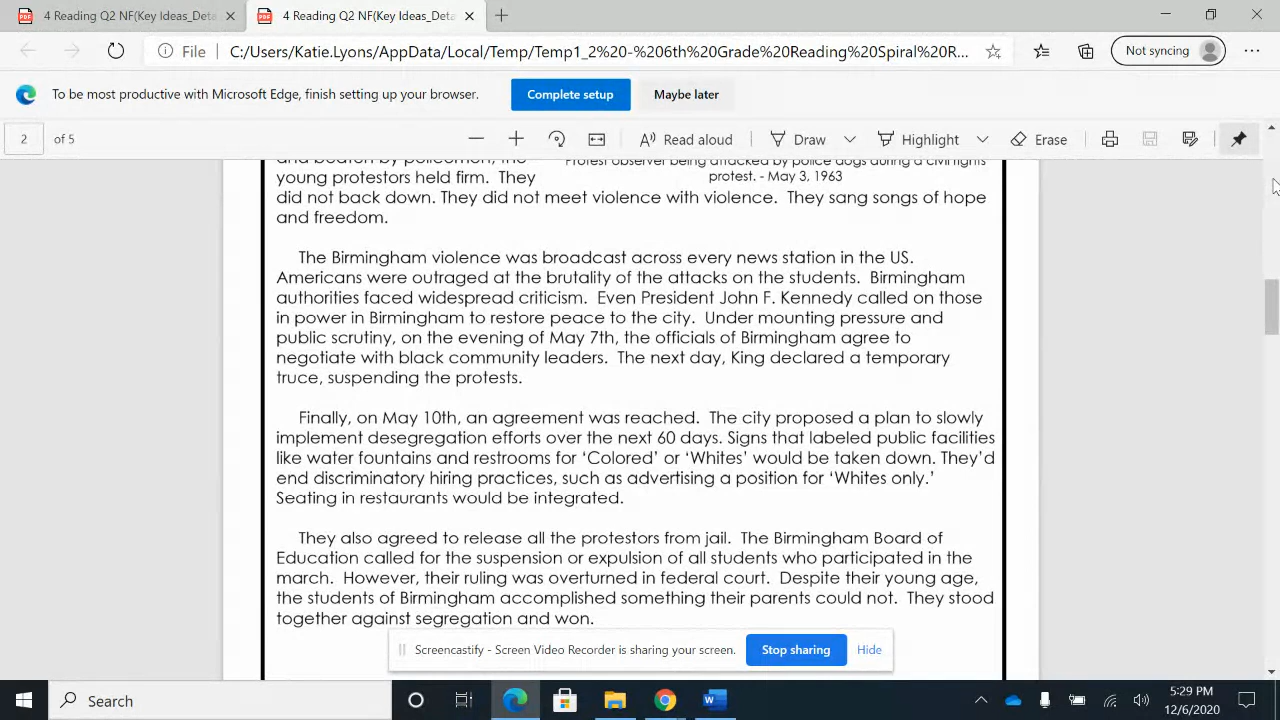 4 Reading Q2 NF(Key Ideas_Deta
4 Reading Q2 NF(Key Ideas_Deta
File
C:/Users/Katie.Lyons/AppData/Local/Temp/Temp1_2%20-%206th%20Grade%20Reading%20Spiral%20R...
Not syncing
To be most productive with Microsoft Edge, finish setting up your browser.
Complete setup
Maybe later
2 of 5
Read aloud
Draw
Highlight
Erase
and beaten by policemen, the
Protest observer being attacked by police dogs during a civil rights
protest. - May 3, 1963
young protestors held firm. They
did not back down. They did not meet violence with violence. They sang songs of hope
and freedom.
The Birmingham violence was broadcast across every news station in the US.
Americans were outraged at the brutality of the attacks on the students. Birmingham
authorities faced widespread criticism. Even President John F. Kennedy called on those
in power in Birmingham to restore peace to the city. Under mounting pressure and
public scrutiny, on the evening of May 7th, the officials of Birmingham agree to
negotiate with black community leaders. The next day, King declared a temporary
truce, suspending the protests.
Finally, on May 10th, an agreement was reached. The city proposed a plan to slowly
implement desegregation efforts over the next 60 days. Signs that labeled public facilities
like water fountains and restrooms for ‘Colored’ or ‘Whites’ would be taken down. They’d
end discriminatory hiring practices, such as advertising a position for ‘Whites only.’
Seating in restaurants would be integrated.
They also agreed to release all the protestors from jail. The Birmingham Board of
Education called for the suspension or expulsion of all students who participated in the
march. However, their ruling was overturned in federal court. Despite their young age,
the students of Birmingham accomplished something their parents could not. They stood
together against segregation and won.
Screencastify - Screen Video Recorder is sharing your screen.
Stop sharing
Hide
Search
5:29 PM
12/6/2020